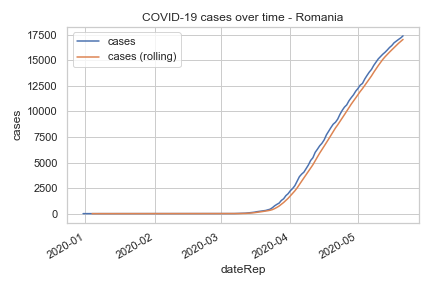 COVID-19 cases over time - Romania
cases
cases (rolling)
17500
15000
12500
10000
7500
5000
2500
0
cases
2020-01
2020-02
2020-03
2020-04
2020-05
dateRep